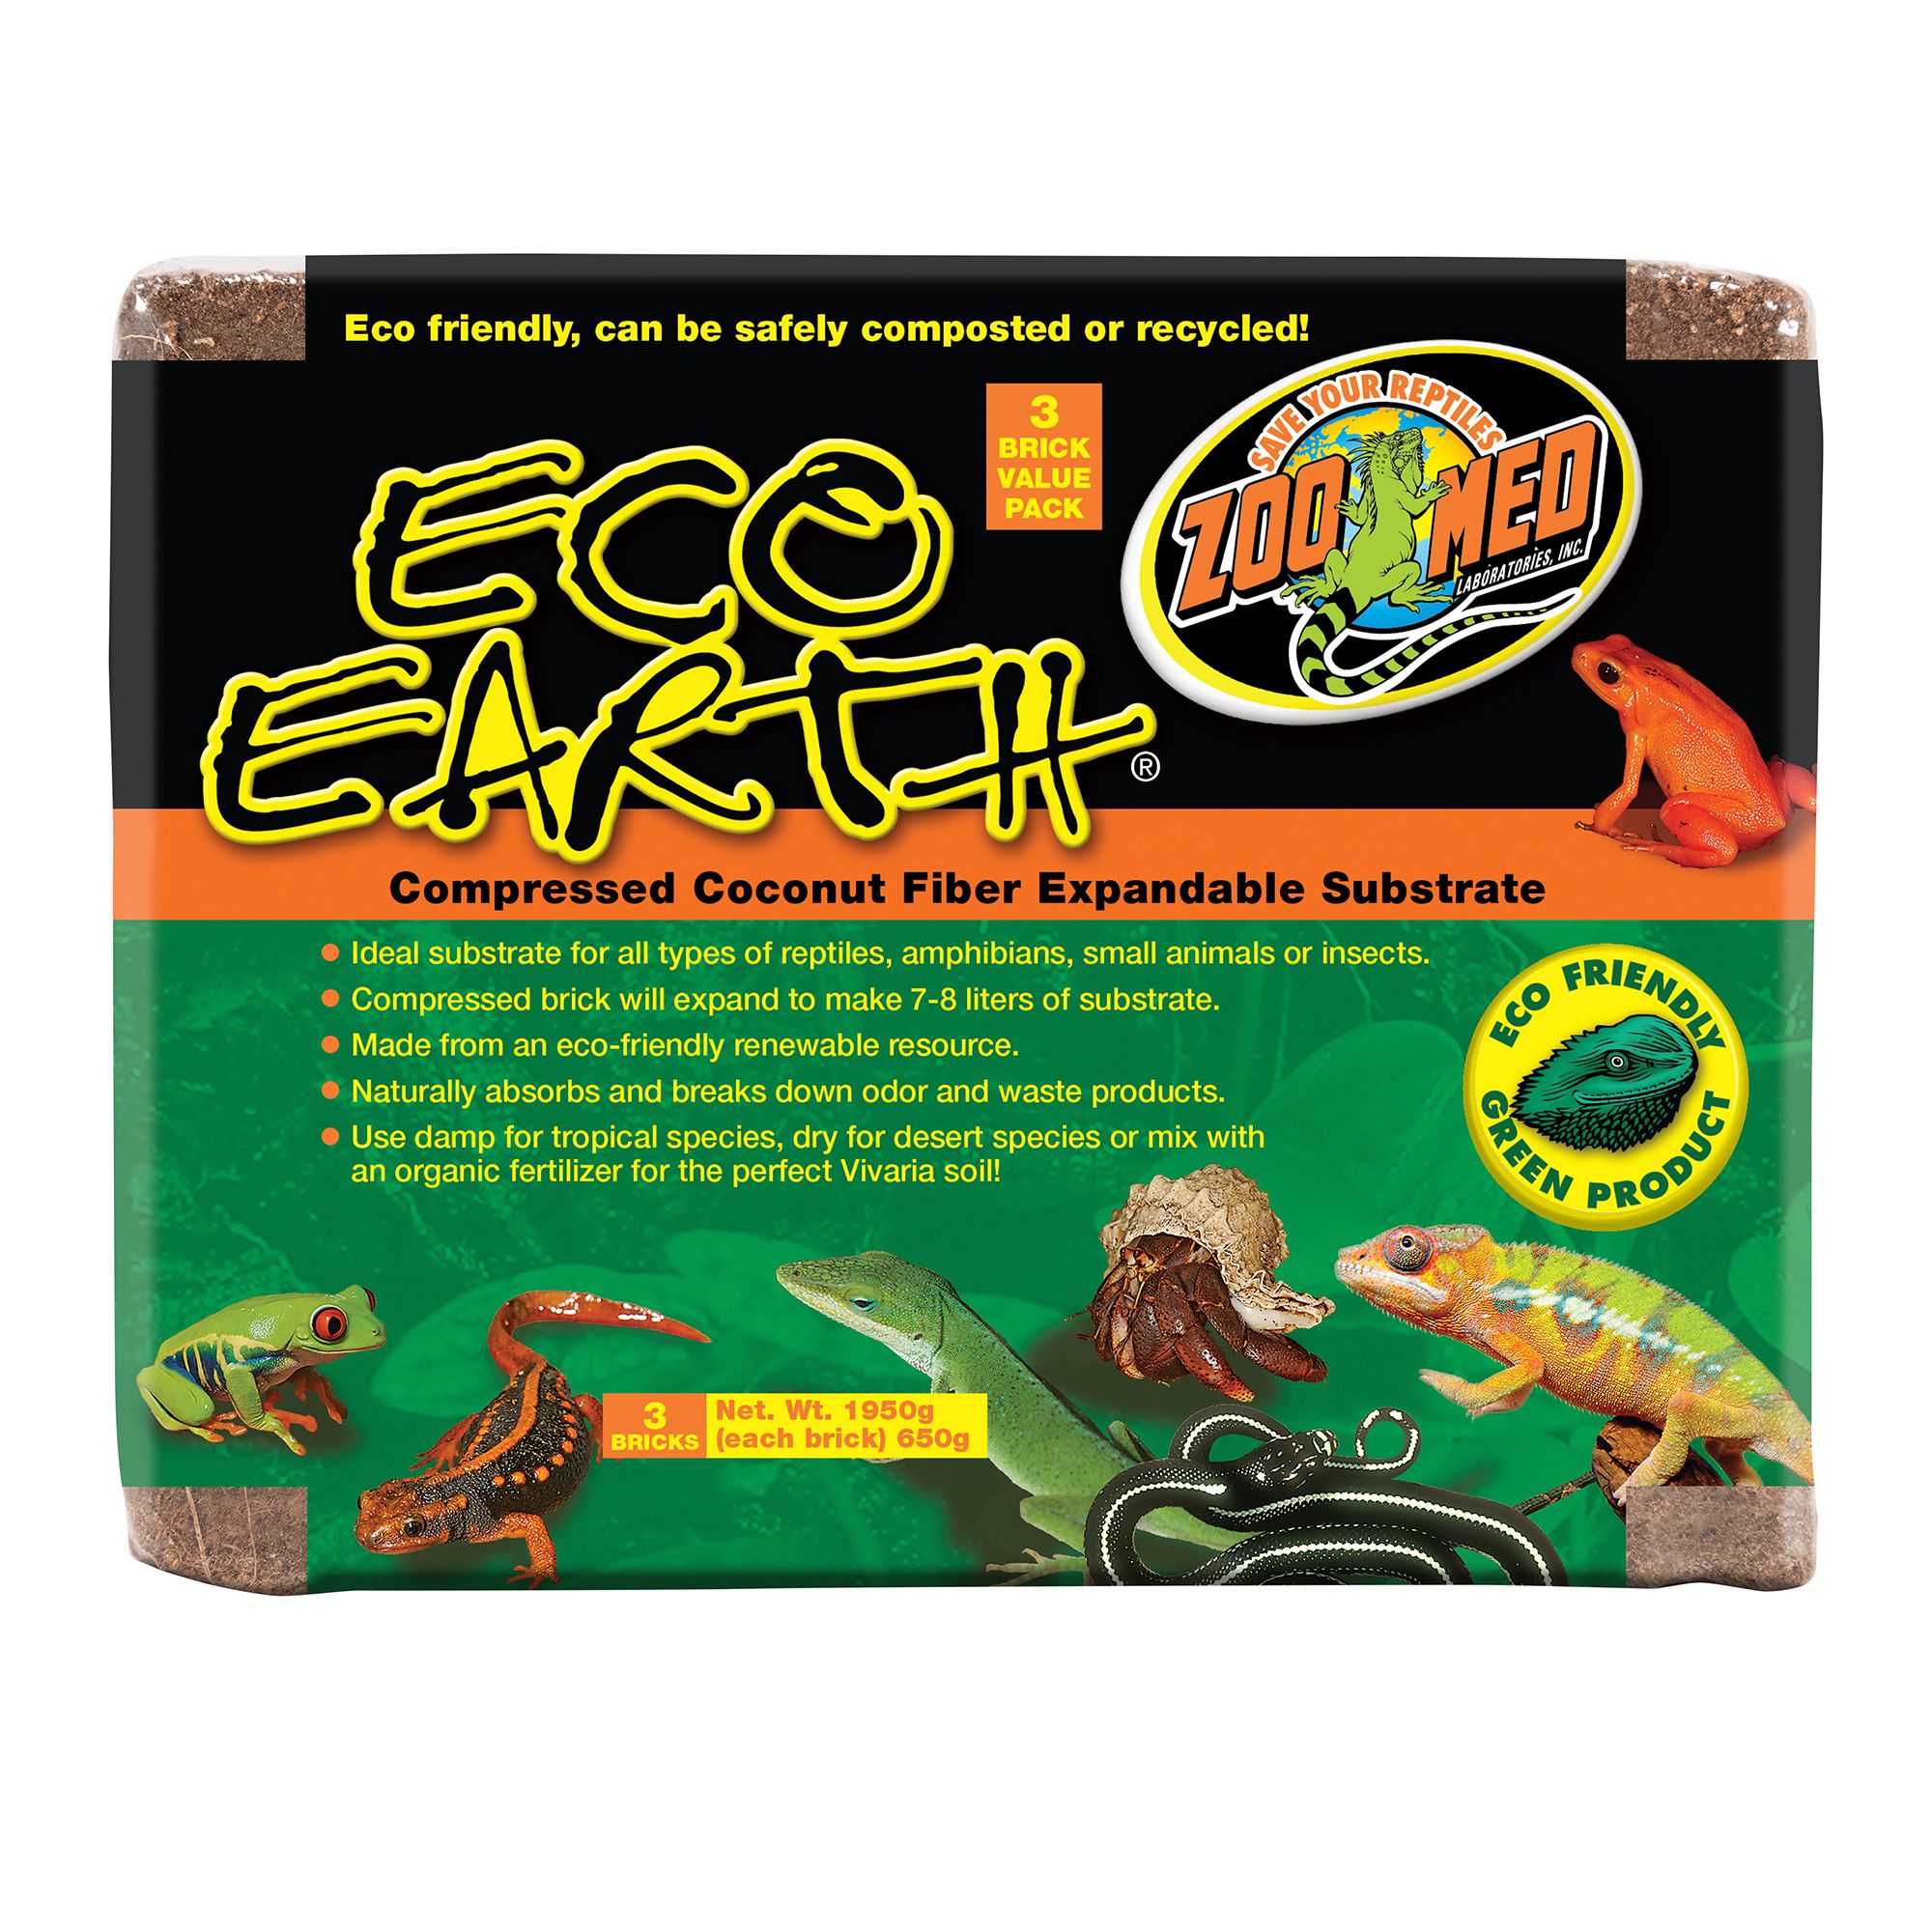 Eco friendly, can be safely composted or recycled!
3
BRICK
VALUE
PACK
SAVE YOUR REPTILES
ZOO MED
LABORATORIES, INC.
ECO
EARTH®
Compressed Coconut Fiber Expandable Substrate
• Ideal substrate for all types of reptiles, amphibians, small animals or insects.
• Compressed brick will expand to make 7-8 liters of substrate.
• Made from an eco-friendly renewable resource.
• Naturally absorbs and breaks down odor and waste products.
• Use damp for tropical species, dry for desert species or mix with
an organic fertilizer for the perfect Vivaria soil!
ECO FRIENDLY
GREEN PRODUCT
3
BRICKS
Net. Wt. 1950g
(each brick) 650g